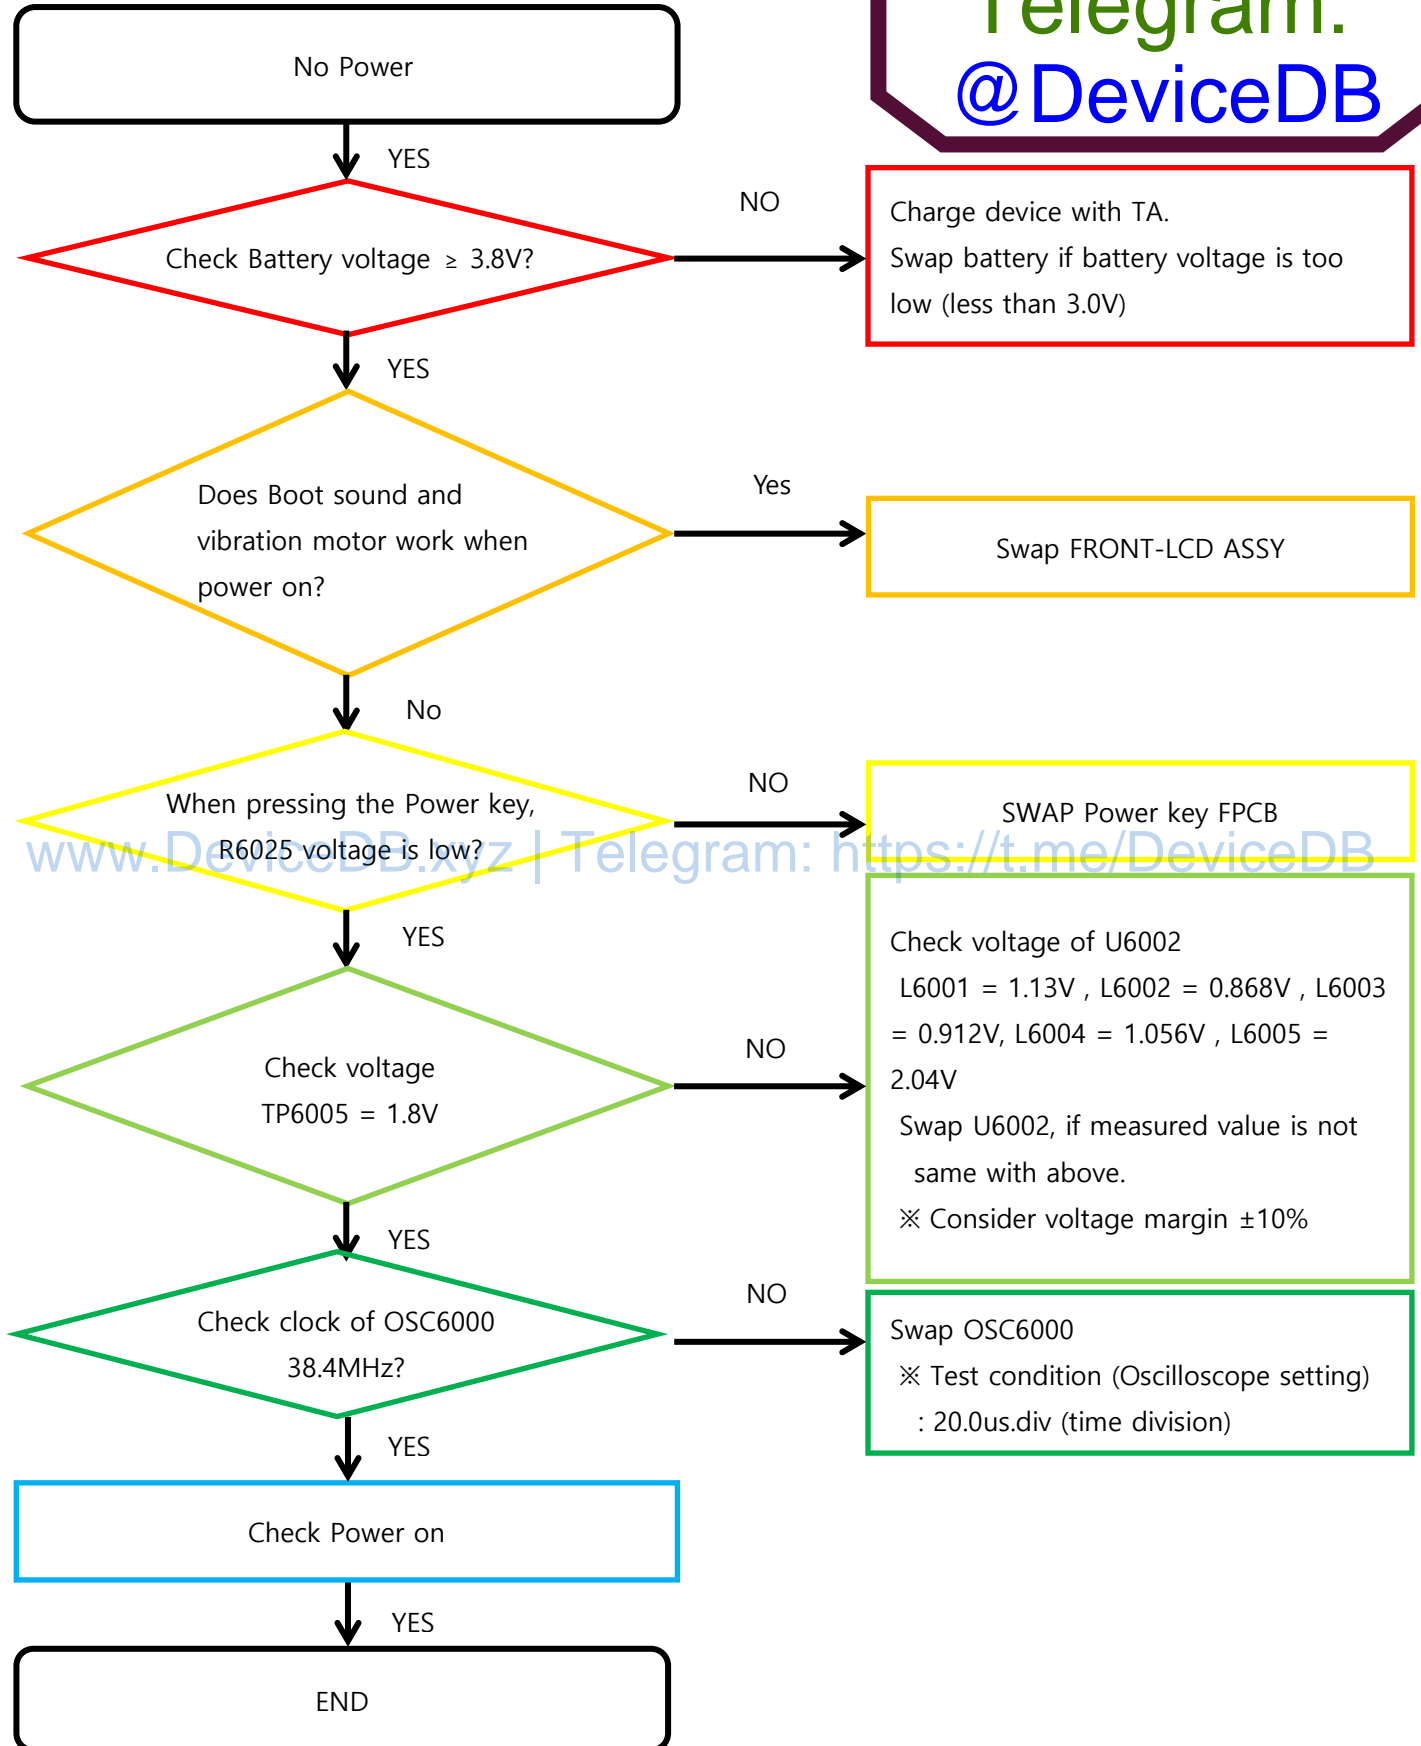 Telegram:
@DeviceDB
No Power
YES
Check Battery voltage ≥ 3.8V?
NO
Charge device with TA.
Swap battery if battery voltage is too
low (less than 3.0V)
YES
Does Boot sound and
vibration motor work when
power on?
Yes
Swap FRONT-LCD ASSY
No
When pressing the Power key,
R6025 voltage is low?
NO
SWAP Power key FPCB
www.DeviceDB.xyz | Telegram: https://t.me/DeviceDB
YES
Check voltage
TP6005 = 1.8V
NO
Check voltage of U6002
L6001 = 1.13V , L6002 = 0.868V , L6003
= 0.912V, L6004 = 1.056V , L6005 =
2.04V
Swap U6002, if measured value is not
same with above.
※ Consider voltage margin ±10%
YES
Check clock of OSC6000
38.4MHz?
NO
Swap OSC6000
※ Test condition (Oscilloscope setting)
: 20.0us.div (time division)
YES
Check Power on
YES
END